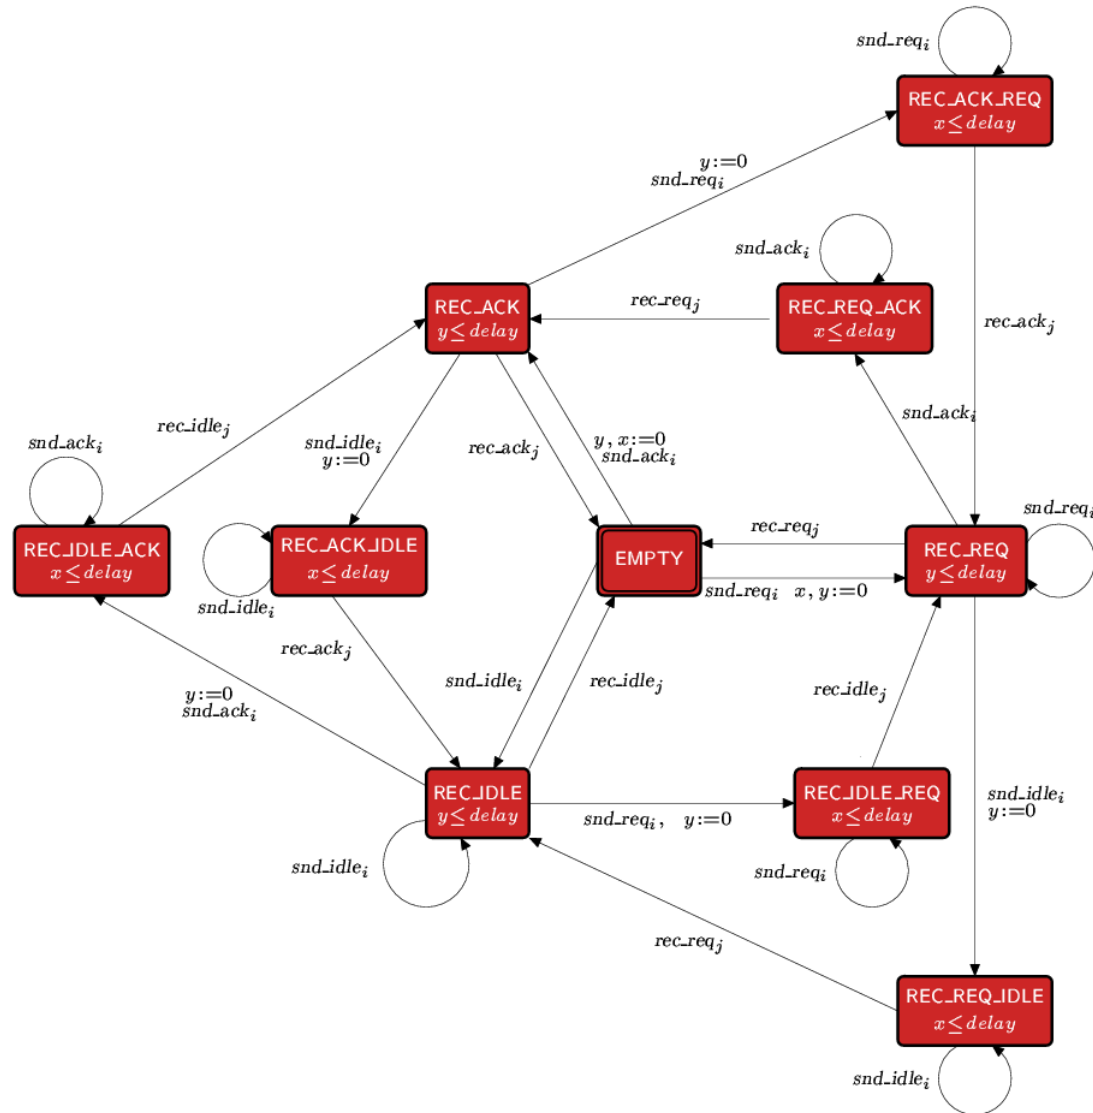 snd_req_i
REC_ACK_REQ
x≤delay
y:=0
snd_req_i
snd_ack_i
REC_ACK
y≤delay
rec_req_j
REC_REQ_ACK
x≤delay
rec_ack_j
snd_ack_i
rec_idle_j
snd_ack_i
snd_idle_i
y:=0
rec_ack_j
y, x:=0
snd_ack_i
snd_req_i
REC_IDLE_ACK
x≤delay
REC_ACK_IDLE
x≤delay
EMPTY
rec_req_j
REC_REQ
y≤delay
snd_req_i x, y:=0
snd_idle_i
rec_ack_j
snd_idle_i
rec_idle_j
rec_idle_j
y:=0
snd_ack_i
REC_IDLE
y≤delay
snd_req_i, y:=0
REC_IDLE_REQ
x≤delay
snd_idle_i
y:=0
snd_idle_i
snd_req_i
rec_req_j
REC_REQ_IDLE
x≤delay
snd_idle_i